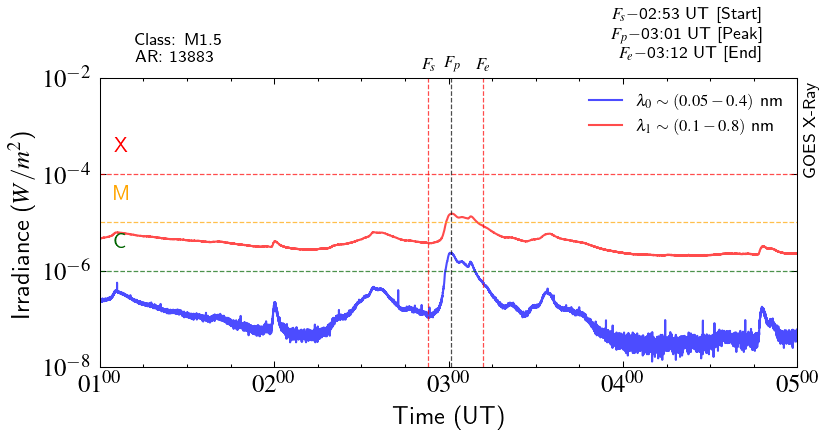 F_s−02:53 UT [Start]
Class: M1.5
F_p−03:01 UT [Peak]
AR: 13883
F_e−03:12 UT [End]
F_s F_p F_e
10^−2
λ_0 ∼ (0.05 − 0.4) nm
λ_1 ∼ (0.1 − 0.8) nm
GOES X-Ray
X
10^−4
M
C
10^−6
10^−8
Irradiance (W/m^2)
01^00 02^00 03^00 04^00 05^00
Time (UT)